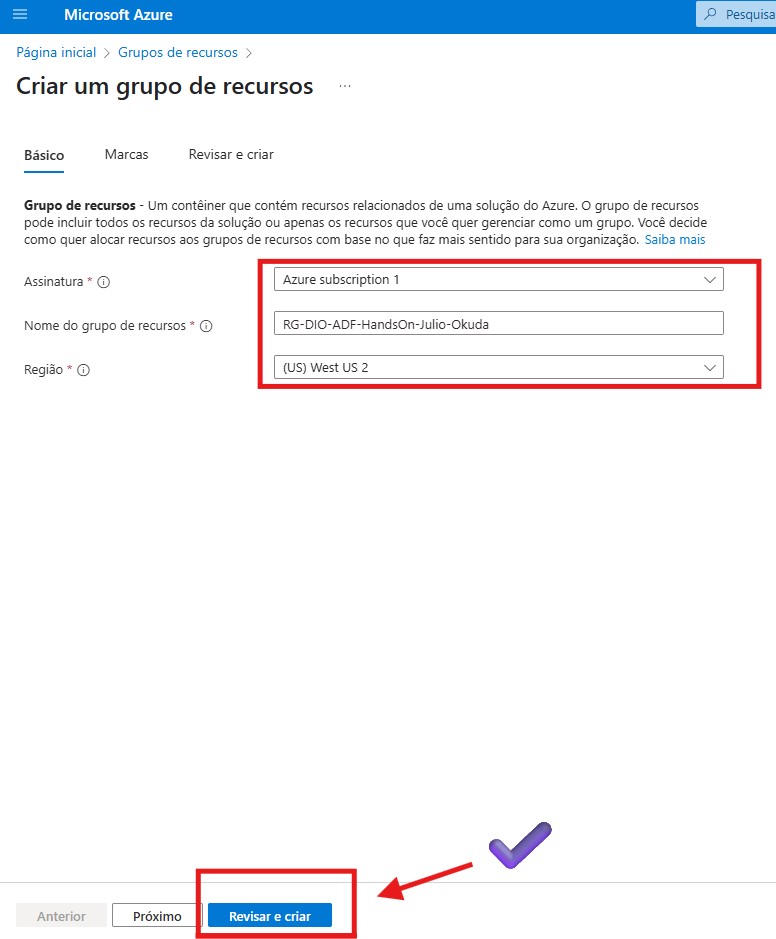 Microsoft Azure
Pesquisa
Página inicial > Grupos de recursos >
Criar um grupo de recursos ...
Básico Marcas Revisar e criar
Grupo de recursos - Um contêiner que contém recursos relacionados de uma solução do Azure. O grupo de recursos
pode incluir todos os recursos da solução ou apenas os recursos que você quer gerenciar como um grupo. Você decide
como quer alocar recursos aos grupos de recursos com base no que faz mais sentido para sua organização. Saiba mais
Assinatura * Azure subscription 1
Nome do grupo de recursos * RG-DIO-ADF-HandsOn-Julio-Okuda
Região * (US) West US 2
Anterior Próximo Revisar e criar